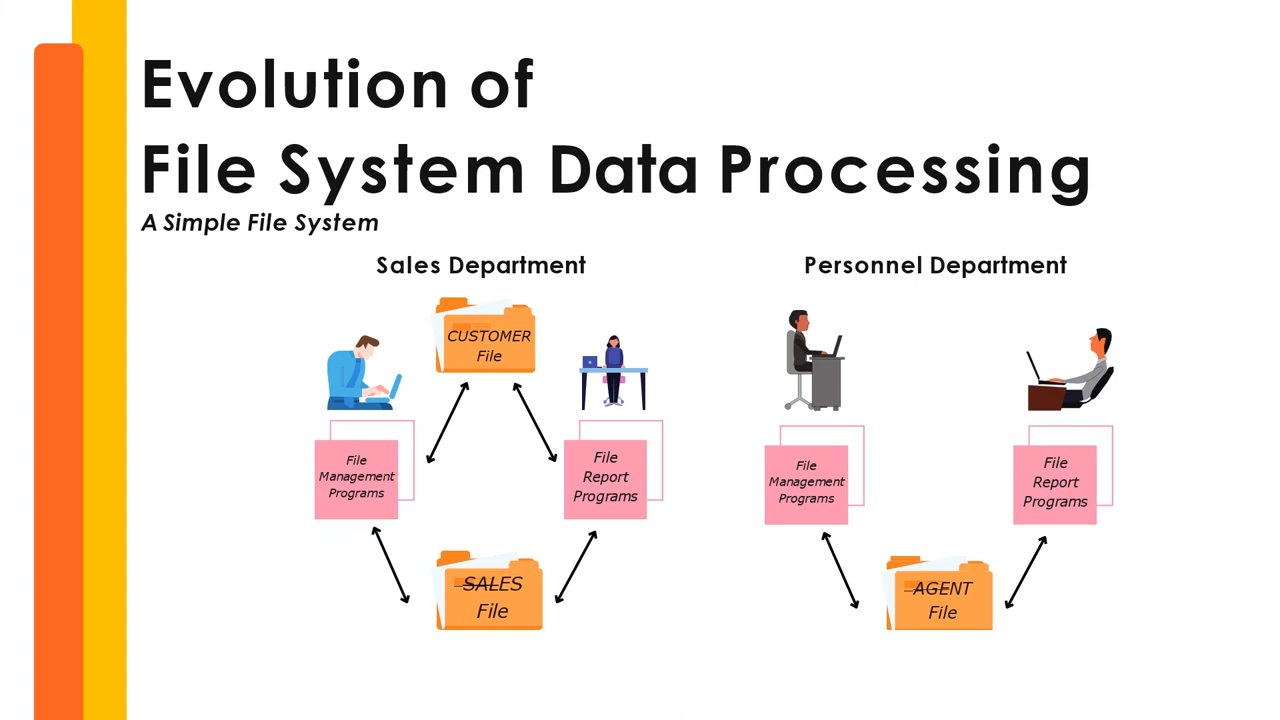 Evolution of
File System Data Processing
A Simple File System
Sales Department
Personnel Department
CUSTOMER
File
File
Management
Programs
File
Report
Programs
SALES
File
File
Management
Programs
File
Report
Programs
AGENT
File